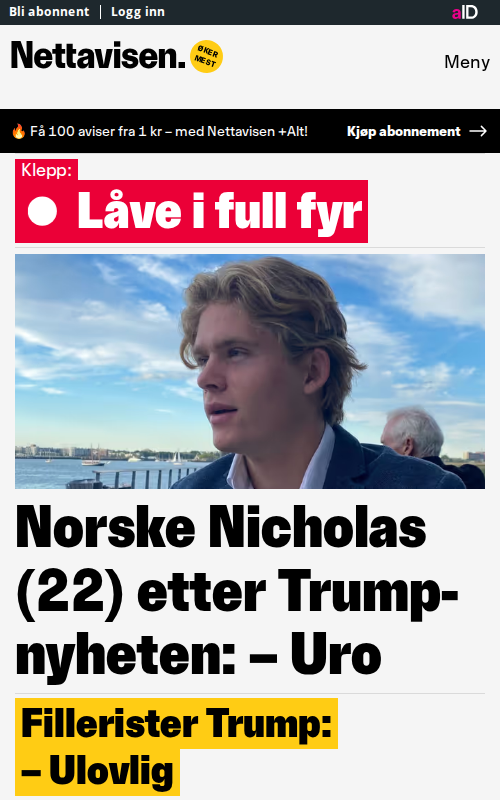 Bli abonnent | Logg inn
aID
Nettavisen.
ØKER
MEST
Meny
🔥 Få 100 aviser fra 1 kr – med Nettavisen +Alt!
Kjøp abonnement →
Klepp:
● Låve i full fyr
Norske Nicholas
(22) etter Trump-
nyheten: – Uro
Fillerister Trump:
– Ulovlig